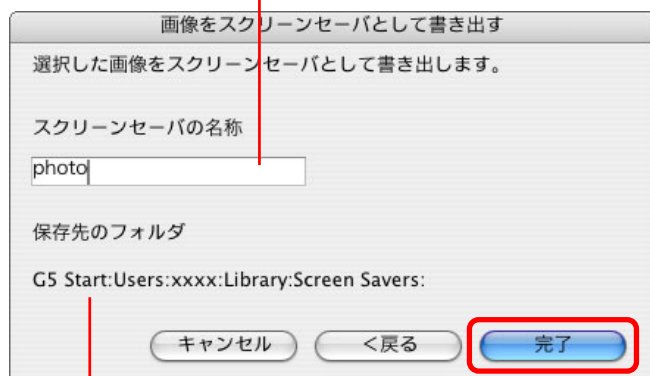 画像をスクリーンセーバとして書き出す
選択した画像をスクリーンセーバとして書き出します。
スクリーンセーバの名称
photo
保存先のフォルダ
G5 Start:Users:xxxx:Library:Screen Savers:
キャンセル <戻る 完了